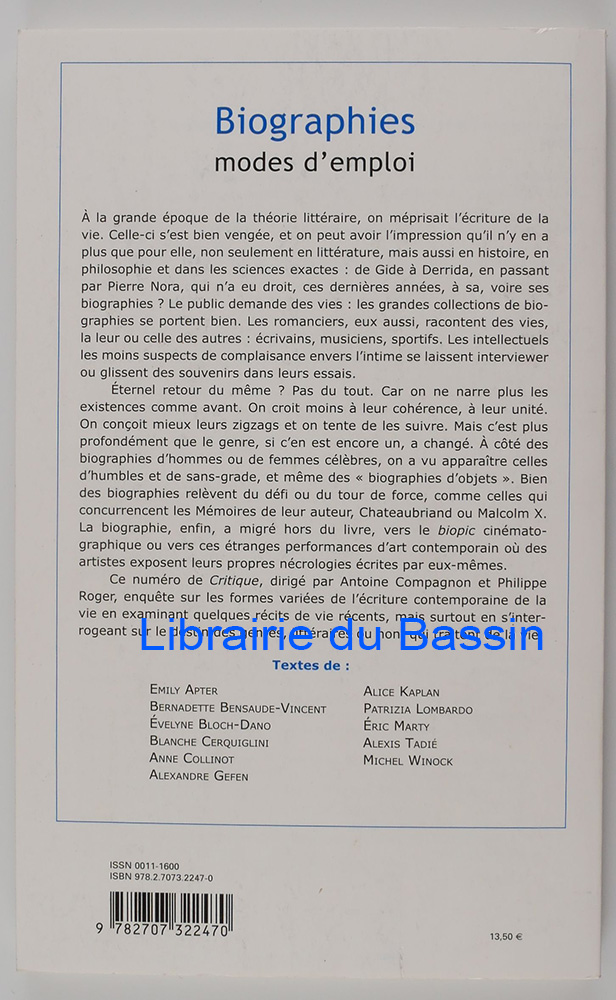 Biographies
modes d'emploi
À la grande époque de la théorie littéraire, on méprisait l'écriture de la
vie. Celle-ci s'est bien vengée, et on peut avoir l'impression qu'il n'y en a
plus que pour elle, non seulement en littérature, mais aussi en histoire, en
philosophie et dans les sciences exactes : de Gide à Derrida, en passant
par Pierre Nora, qui n'a eu droit, ces dernières années, à sa, voire ses
biographies ? Le public demande des vies : les grandes collections de bio-
graphies se portent bien. Les romanciers, eux aussi, racontent des vies,
la leur ou celle des autres : écrivains, musiciens, sportifs. Les intellectuels
les moins suspects de complaisance envers l'intime se laissent interviewer
ou glissent des souvenirs dans leurs essais.
Éternel retour du même ? Pas du tout. Car on ne narre plus les
existences comme avant. On croit moins à leur cohérence, à leur unité.
On conçoit mieux leurs zigzags et on tente de les suivre. Mais c'est plus
profondément que le genre, si c'en est encore un, a changé. À côté des
biographies d'hommes ou de femmes célèbres, on a vu apparaître celles
d'humbles et de sans-grade, et même des « biographies d'objets ». Bien
des biographies relèvent du défi ou du tour de force, comme celles qui
concurrencent les Mémoires de leur auteur, Chateaubriand ou Malcolm X.
La biographie, enfin, a migré hors du livre, vers le biopic cinémato-
graphique ou vers ces étranges performances d'art contemporain où des
artistes exposent leurs propres nécrologies écrites par eux-mêmes.
Ce numéro de Critique, dirigé par Antoine Compagnon et Philippe
Roger, enquête sur les formes variées de l'écriture contemporaine de la
vie en examinant quelques récits de vie récents, mais surtout en s'inter-
rogeant sur le destin des genres, littéraires ou non, qui traitent de la vie.
Librairie du Bassin
Textes de :
EMILY APTER
BERNADETTE BENSAUDE-VINCENT
ÉVELYNE BLOCH-DANO
BLANCHE CERQUIGLINI
ANNE COLLINOT
ALEXANDRE GEFEN
ALICE KAPLAN
PATRIZIA LOMBARDO
ÉRIC MARTY
ALEXIS TADIÉ
MICHEL WINOCK
ISSN 0011-1600
ISBN 978.2.7073.2247-0
9 782707 322470
13,50 €